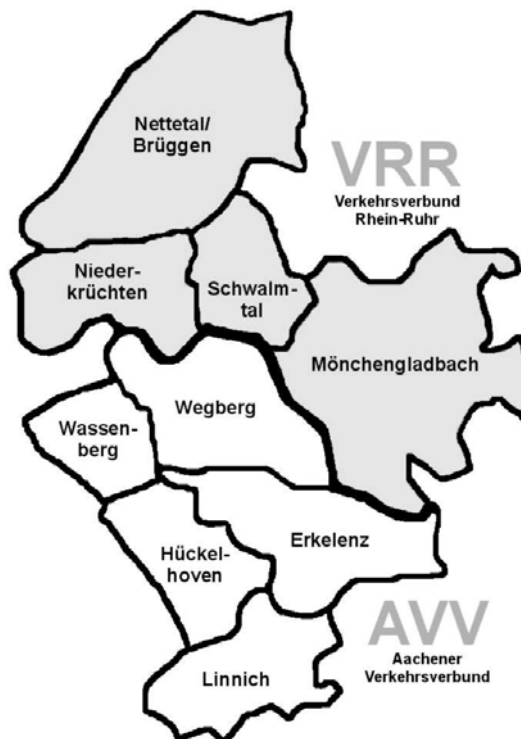 Nettetal/
Brüggen
VRR
Verkehrsverbund
Rhein-Ruhr
Nieder-
krüchten
Schwalm-
tal
Mönchengladbach
Wegberg
Wassen-
berg
Erkelenz
Hückel-
hoven
AVV
Aachener
Verkehrsverbund
Linnich